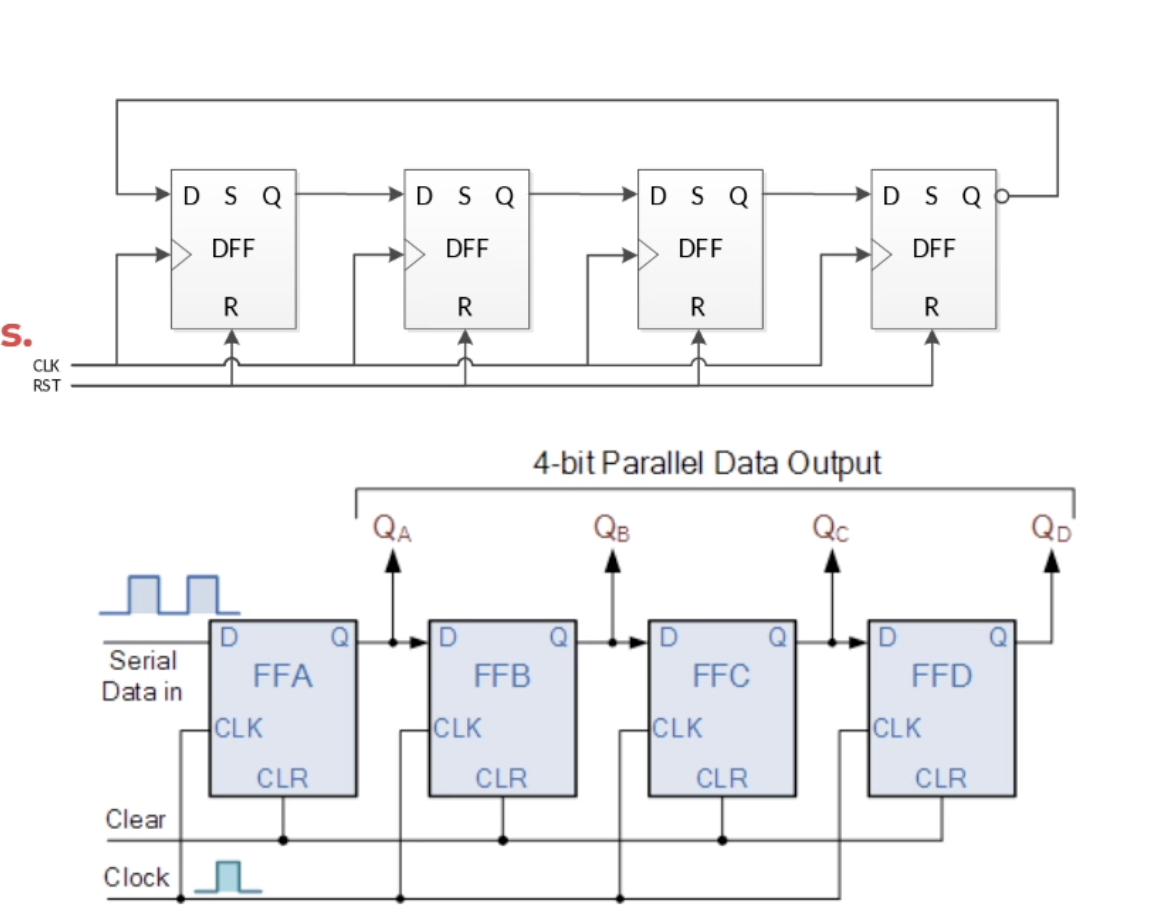 D S Q D S Q D S Q D S Q
DFF DFF DFF DFF
R R R R
s.
CLK
RST
4-bit Parallel Data Output
QA QB QC QD
D Q D Q D Q D Q
Serial
Data in
FFA FFB FFC FFD
CLK CLK CLK CLK
CLR CLR CLR CLR
Clear
Clock